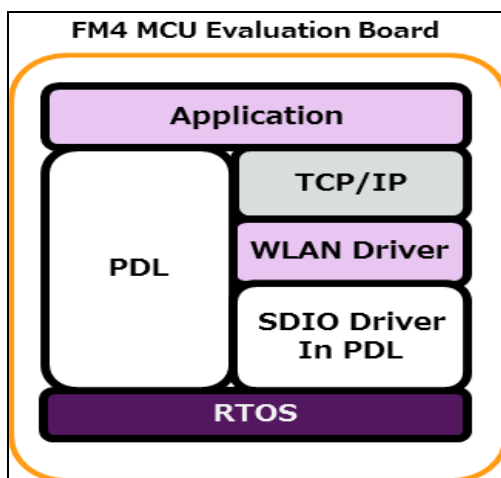 FM4 MCU Evaluation Board
Application
PDL
TCP/IP
WLAN Driver
SDIO Driver
In PDL
RTOS